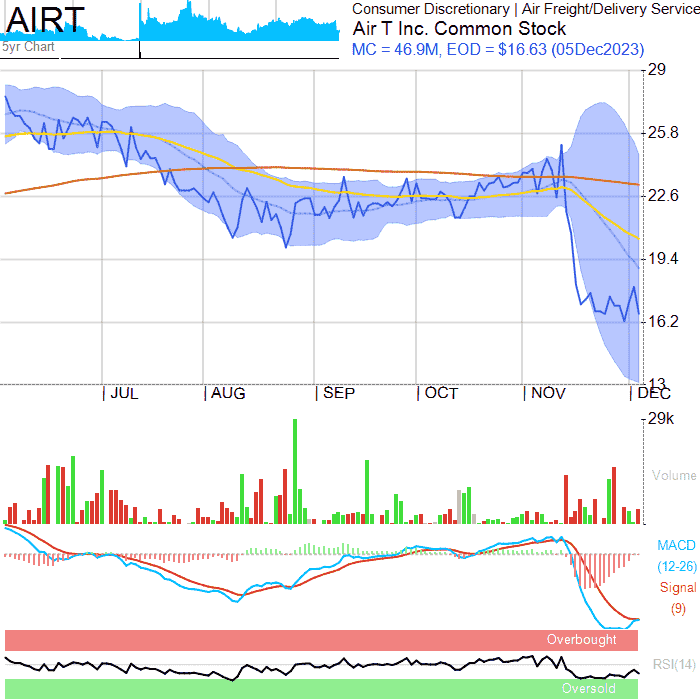 AIRT
5yr Chart
Consumer Discretionary | Air Freight/Delivery Service
Air T Inc. Common Stock
MC = 46.9M, EOD = $16.63 (05Dec2023)
29
25.8
22.6
19.4
16.2
13
JUL
AUG
SEP
OCT
NOV
DEC
29k
Volume
MACD
(12-26)
Signal
(9)
Overbought
RSI(14)
Oversold